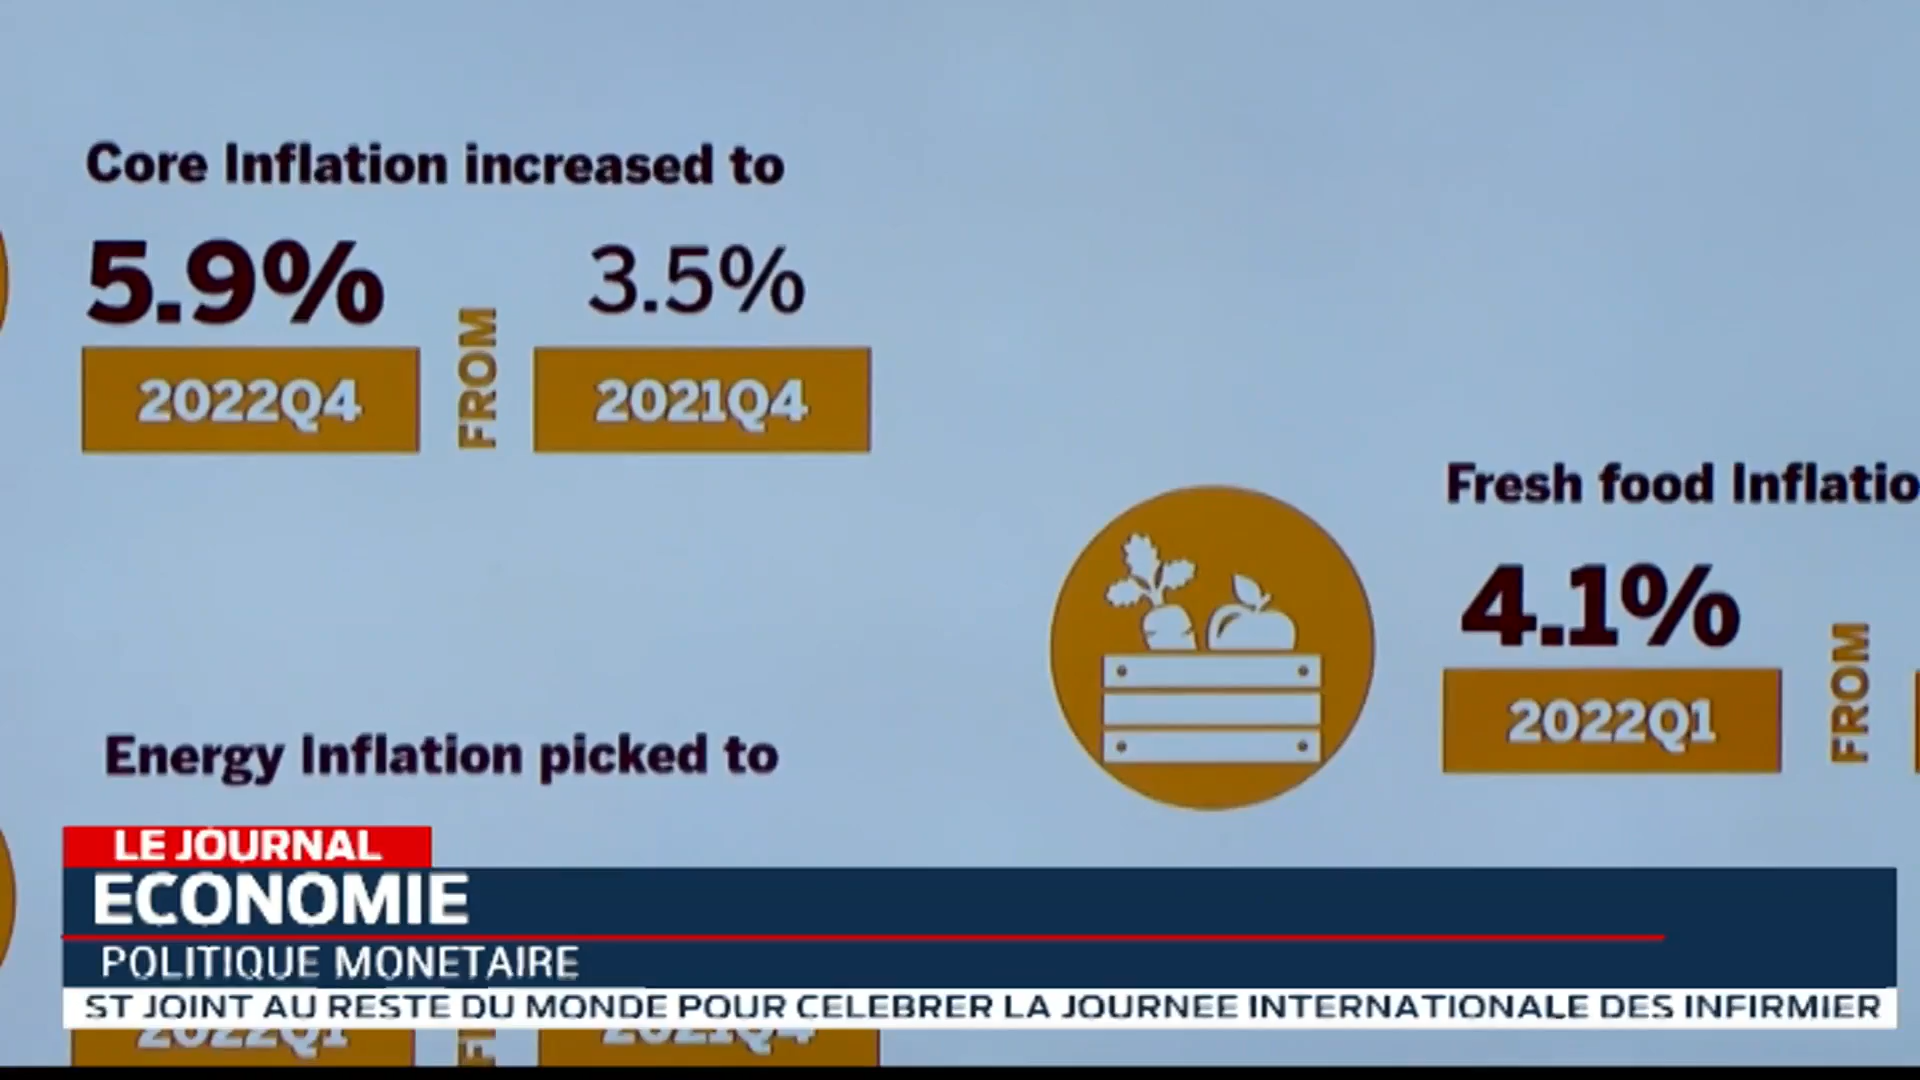 Core Inflation increased to
5.9%
FROM
3.5%
2022Q4
2021Q4
Fresh food Inflatio
4.1%
FROM
2022Q1
Energy Inflation picked to
LE JOURNAL
ECONOMIE
POLITIQUE MONETAIRE
ST JOINT AU RESTE DU MONDE POUR CELEBRER LA JOURNEE INTERNATIONALE DES INFIRMIER
2022Q1
2021Q4